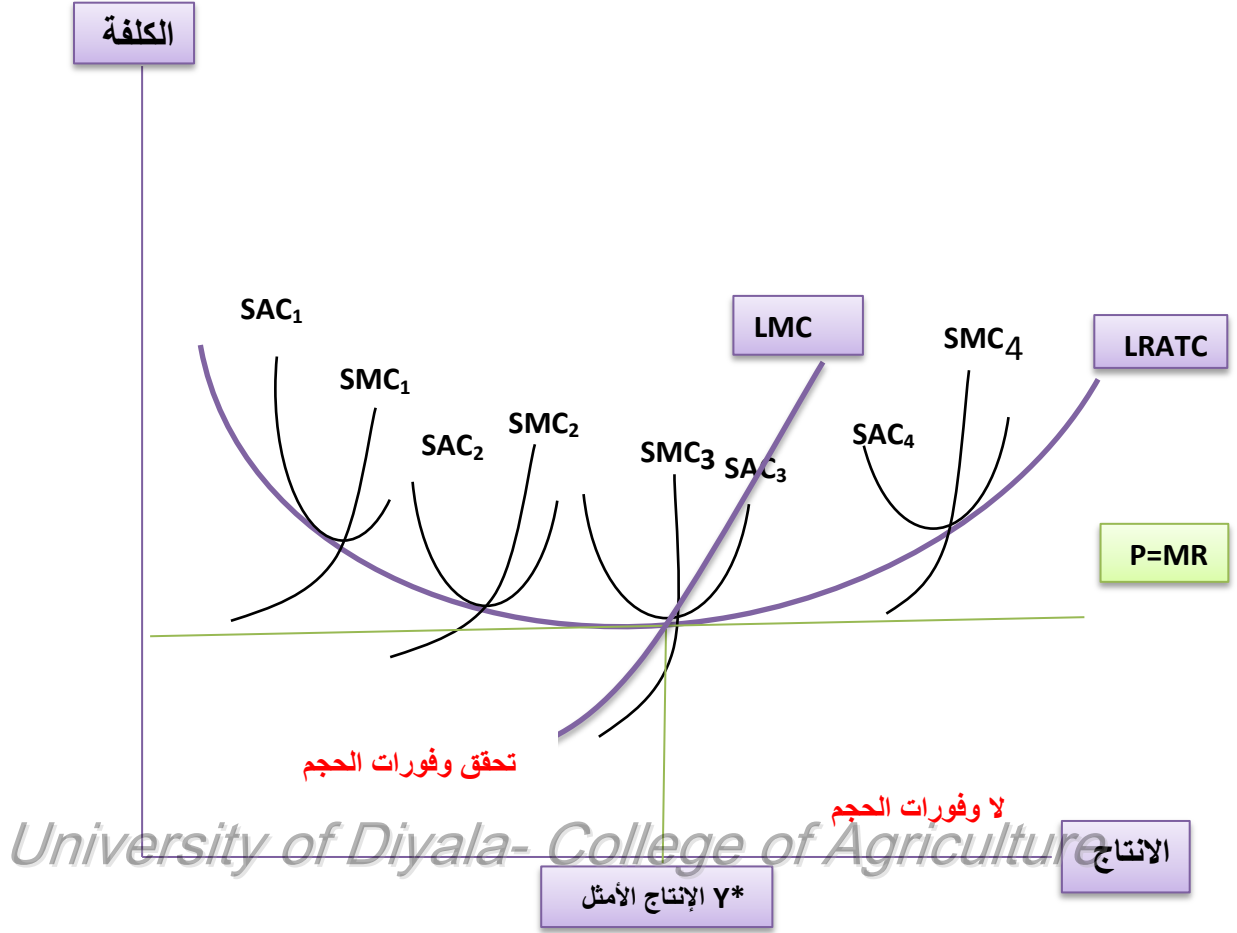 الكلفة
SAC₁
LMC
SMC₄
LRATC
SMC₁
SMC₂
SAC₂
SMC₃
SAC₃
SAC₄
P=MR
تحقق وفورات الحجم
لا وفورات الحجم
University of Diyala- College of Agriculture
الانتاج
Y* الإنتاج الأمثل